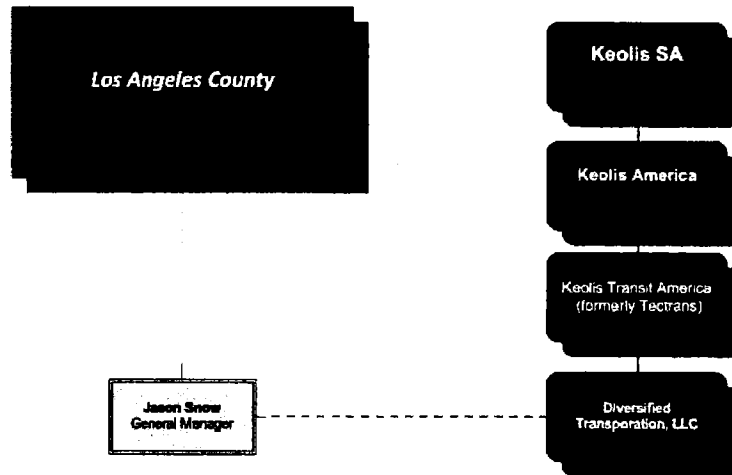 Los Angeles County
Keolis SA
Keolis America
Keolis Transit America
(formerly Tectrans)
Jason Snow
General Manager
Diversified
Transporation, LLC